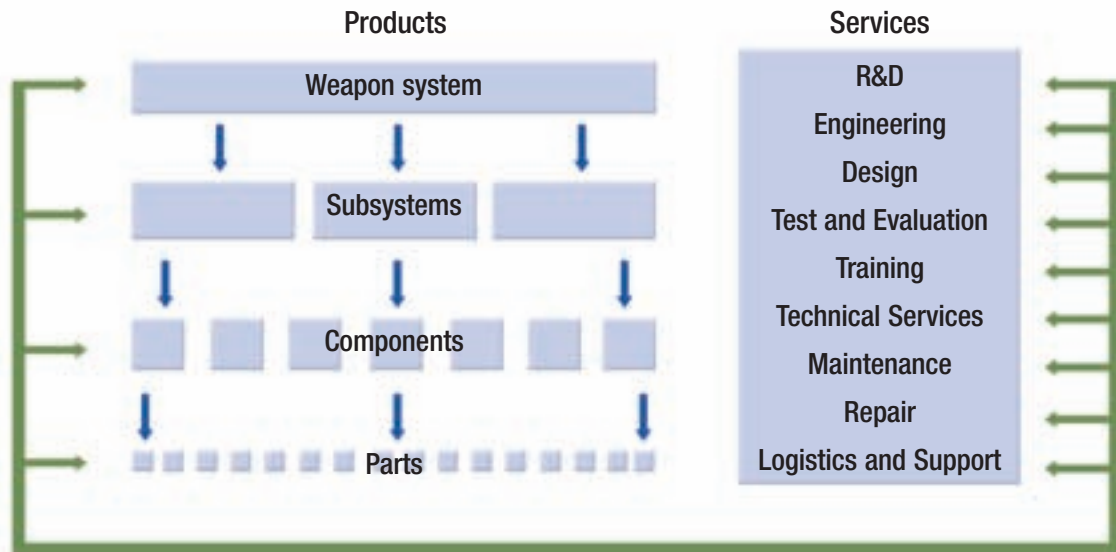 Products
Services
Weapon system
Subsystems
Components
Parts
R&D
Engineering
Design
Test and Evaluation
Training
Technical Services
Maintenance
Repair
Logistics and Support